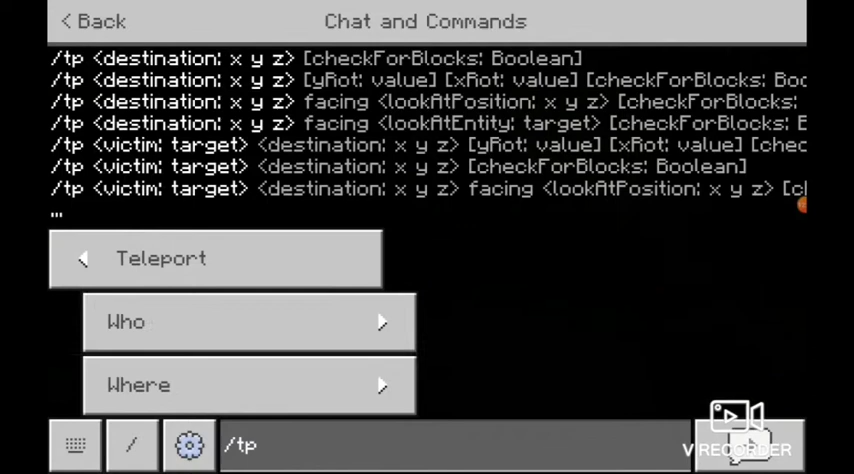 < Back
Chat and Commands
/tp <destination: x y z> [checkForBlocks: Boolean]
/tp <destination: x y z> [yRot: value] [xRot: value] [checkForBlocks: Boo
/tp <destination: x y z> facing <lookAtPosition: x y z> [checkForBlocks:
/tp <destination: x y z> facing <lookAtEntity: target> [checkForBlocks: B
/tp <victim: target> <destination: x y z> [yRot: value] [xRot: value] [chec
/tp <victim: target> <destination: x y z> [checkForBlocks: Boolean]
/tp <victim: target> <destination: x y z> facing <lookAtPosition: x y z> [c
...
Teleport
Who
Where
/
/tp
VRECORDER